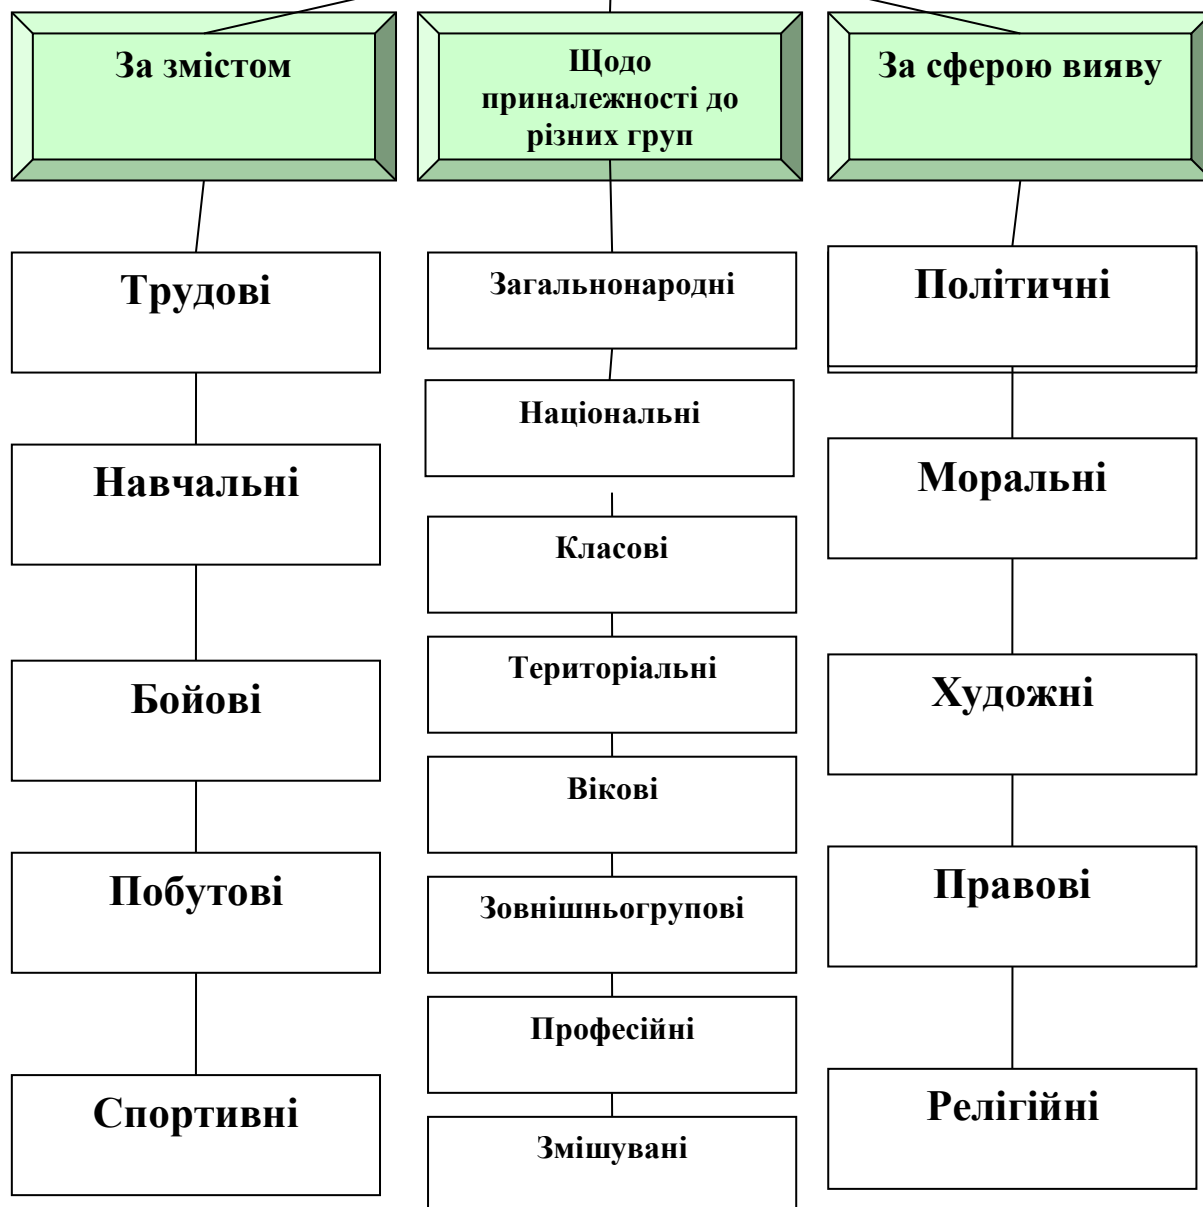 За змістом
Щодо
приналежності до
різних груп
За сферою вияву
Трудові
Навчальні
Бойові
Побутові
Спортивні
Загальнонародні
Національні
Класові
Територіальні
Вікові
Зовнішньогрупові
Професійні
Змішувані
Політичні
Моральні
Художні
Правові
Релігійні